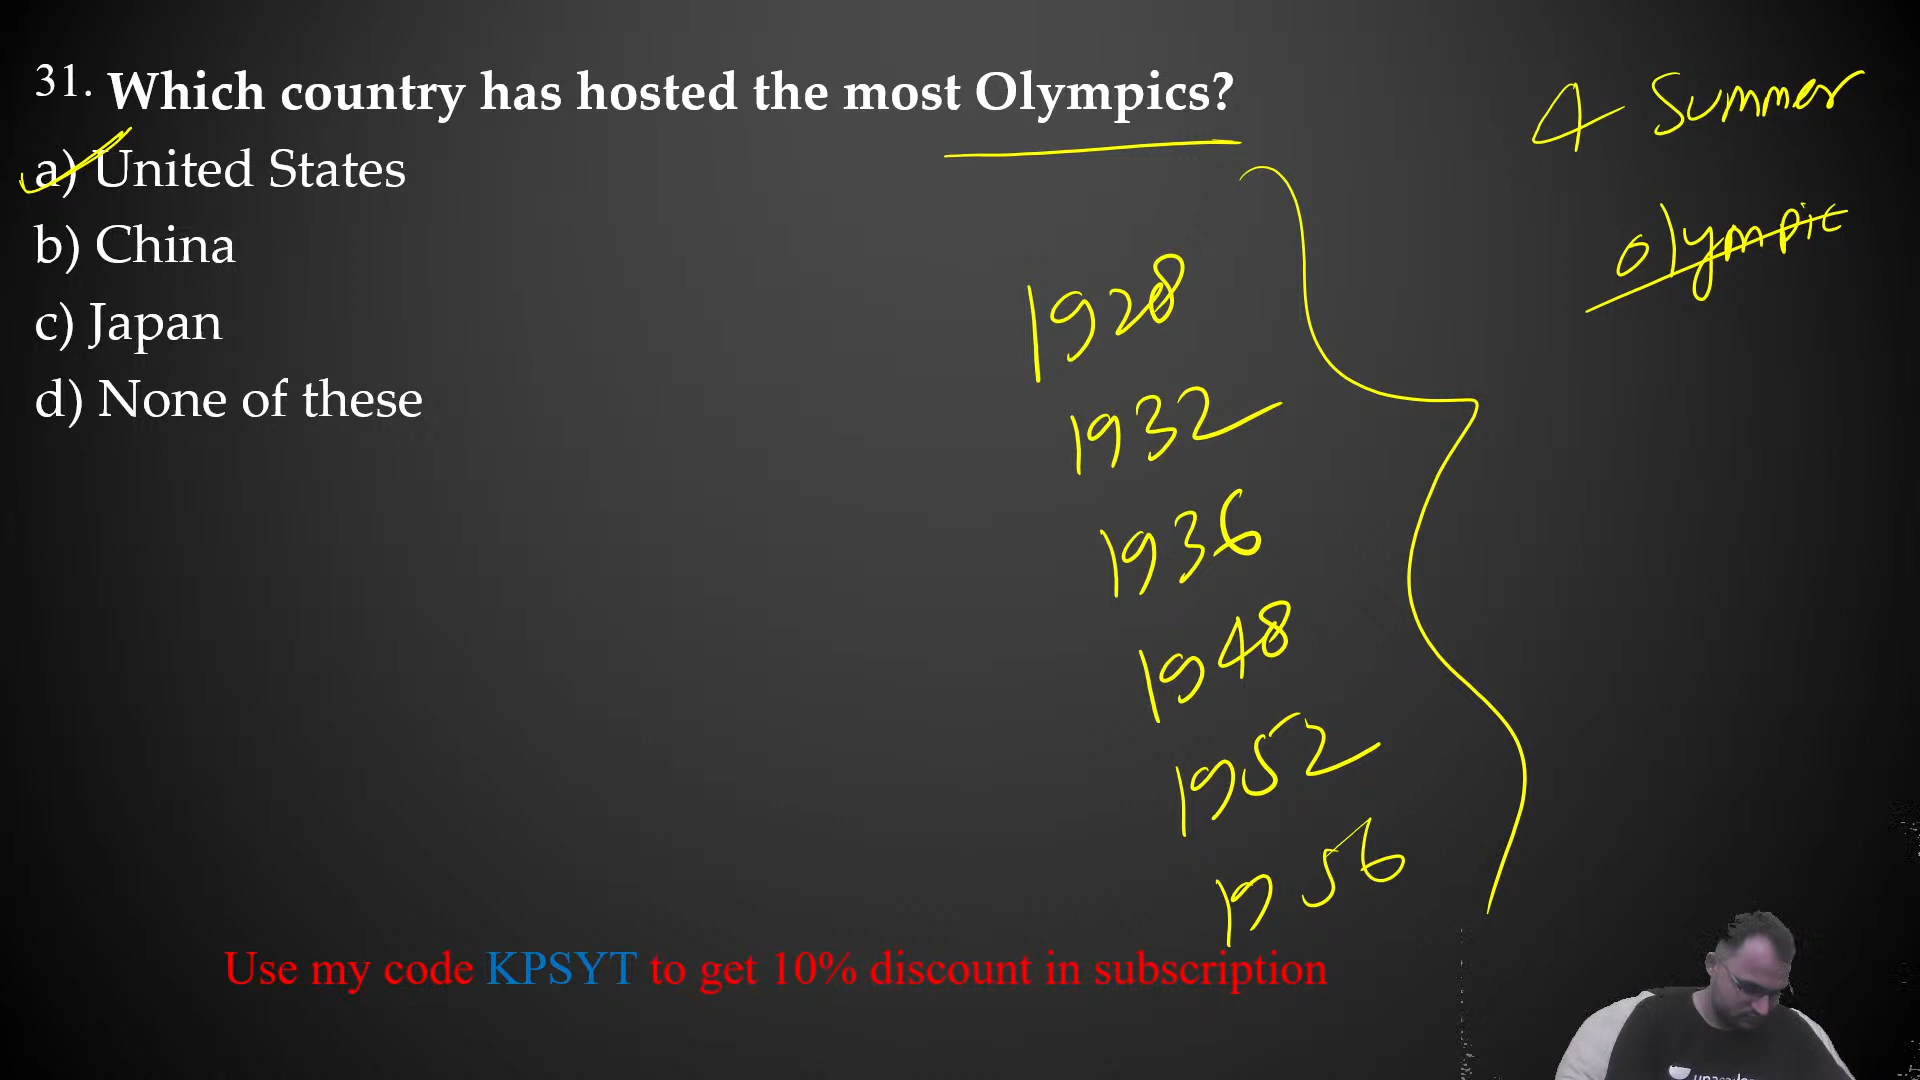 31. Which country has hosted the most Olympics?
a) United States
b) China
c) Japan
d) None of these
4 Summer
olympic
1928
1932
1936
1948
1952
1956
Use my code KPSYT to get 10% discount in subscription